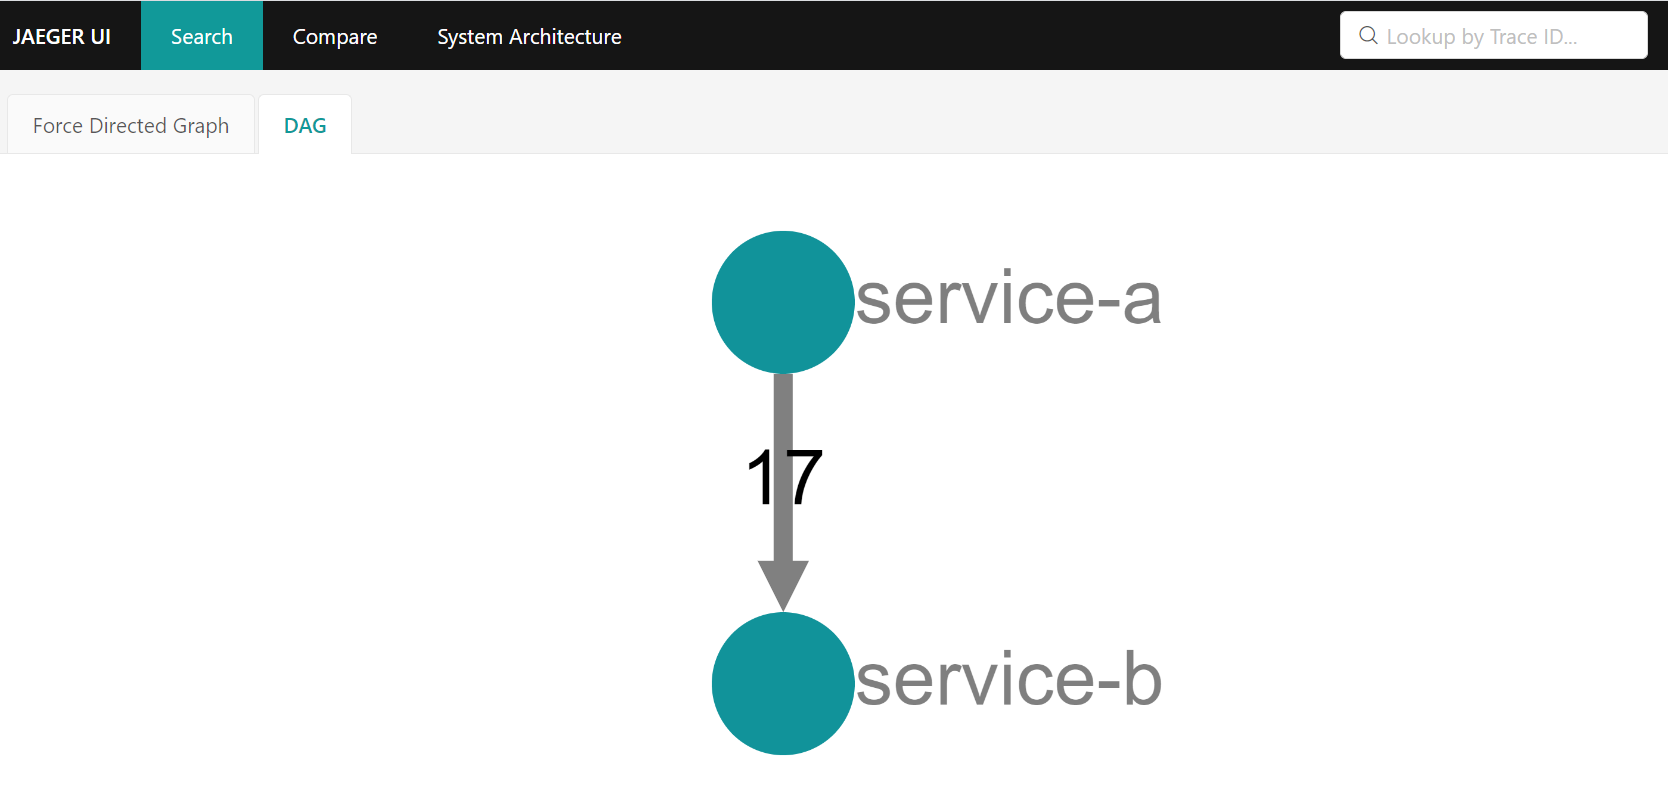 JAEGER UI Search Compare System Architecture Lookup by Trace ID...
Force Directed Graph DAG
service-a
17
service-b